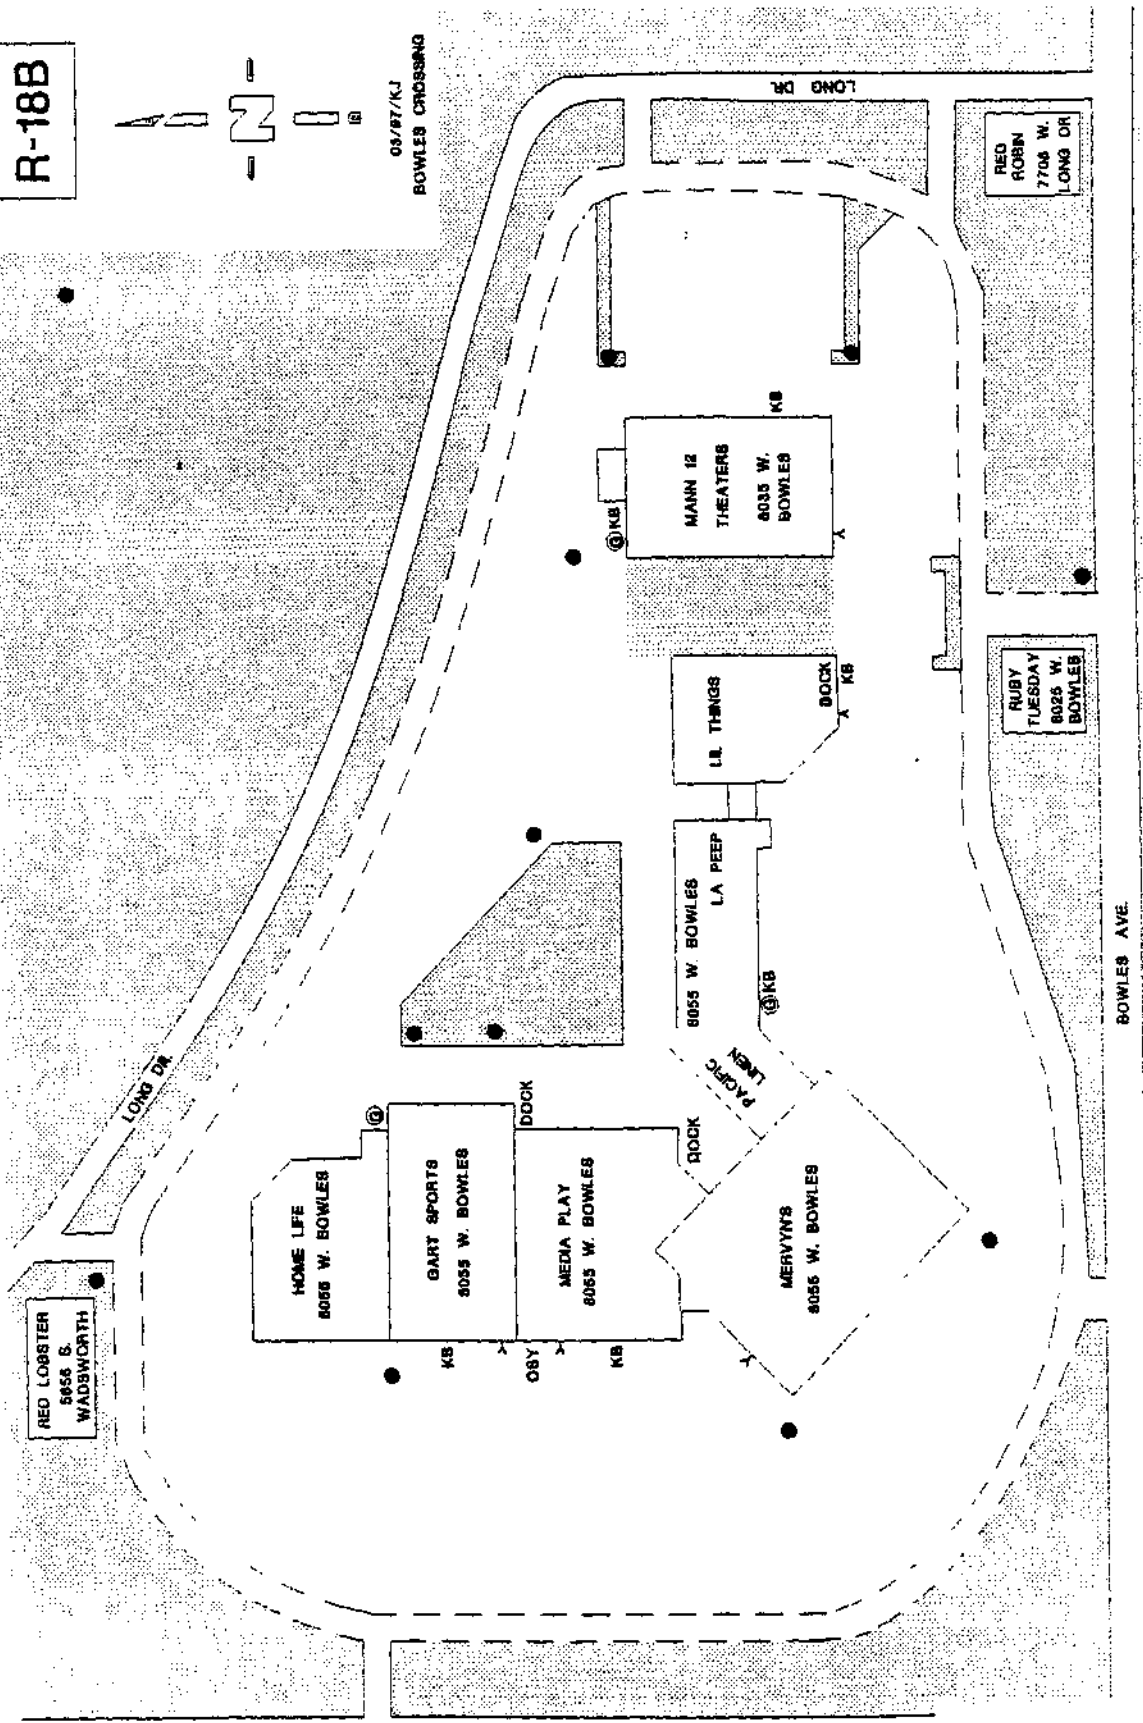 R-18B
N
05/97/KJ
BOWLES CROSSING
LONG DR.
RED LOBSTER
5656 S.
WADSWORTH
HOME LIFE
8055 W. BOWLES
GART SPORTS
8055 W. BOWLES
MEDIA PLAY
8055 W. BOWLES
G
DOCK
DOCK
KB
OSY
KB
MERVYN'S
8055 W. BOWLES
PACIFIC
LINEN
8055 W. BOWLES
LA PEEP
G KB
LIL THINGS
DOCK
KB
G KB
MANN 12
THEATERS
8035 W.
BOWLES
KB
LONG DR.
RED
ROBIN
7706 W.
LONG DR
RUBY
TUESDAY
8025 W.
BOWLES
BOWLES AVE.